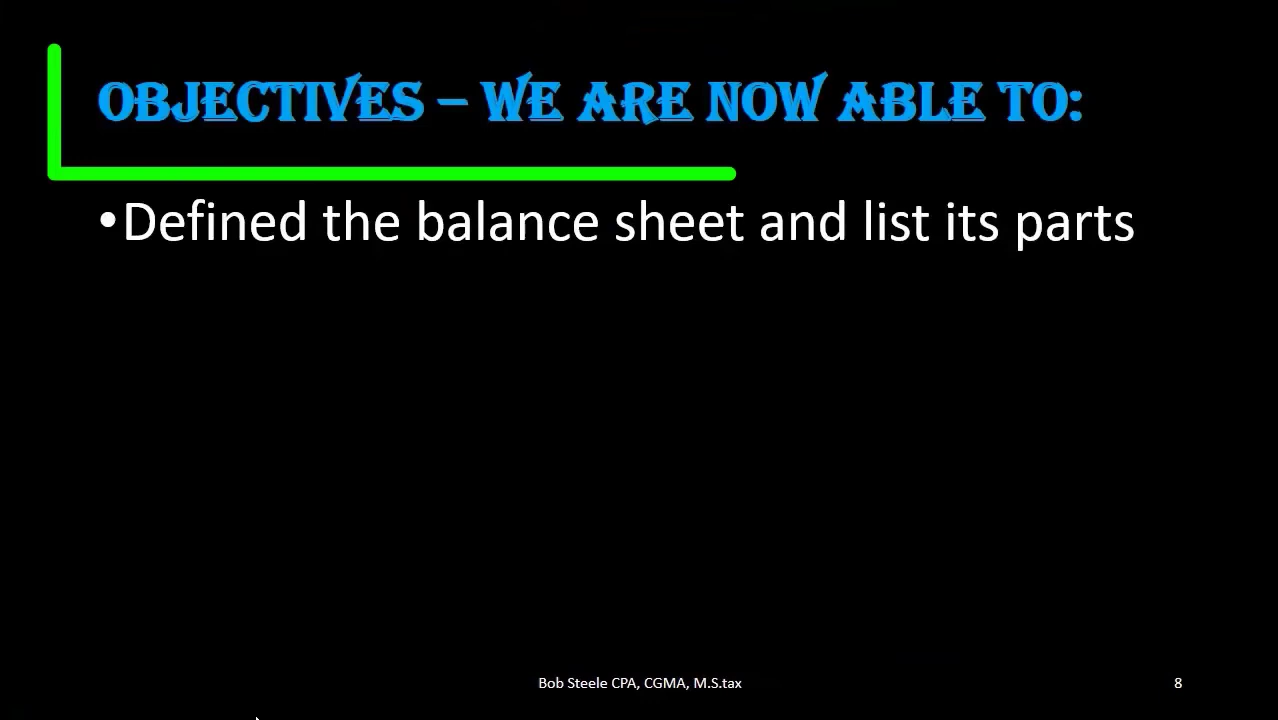 OBJECTIVES – WE ARE NOW ABLE TO:
•Defined the balance sheet and list its parts
Bob Steele CPA, CGMA, M.S.tax
8